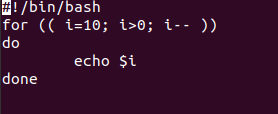 #!/bin/bash
for (( i=10; i>0; i-- ))
do
        echo $i
done